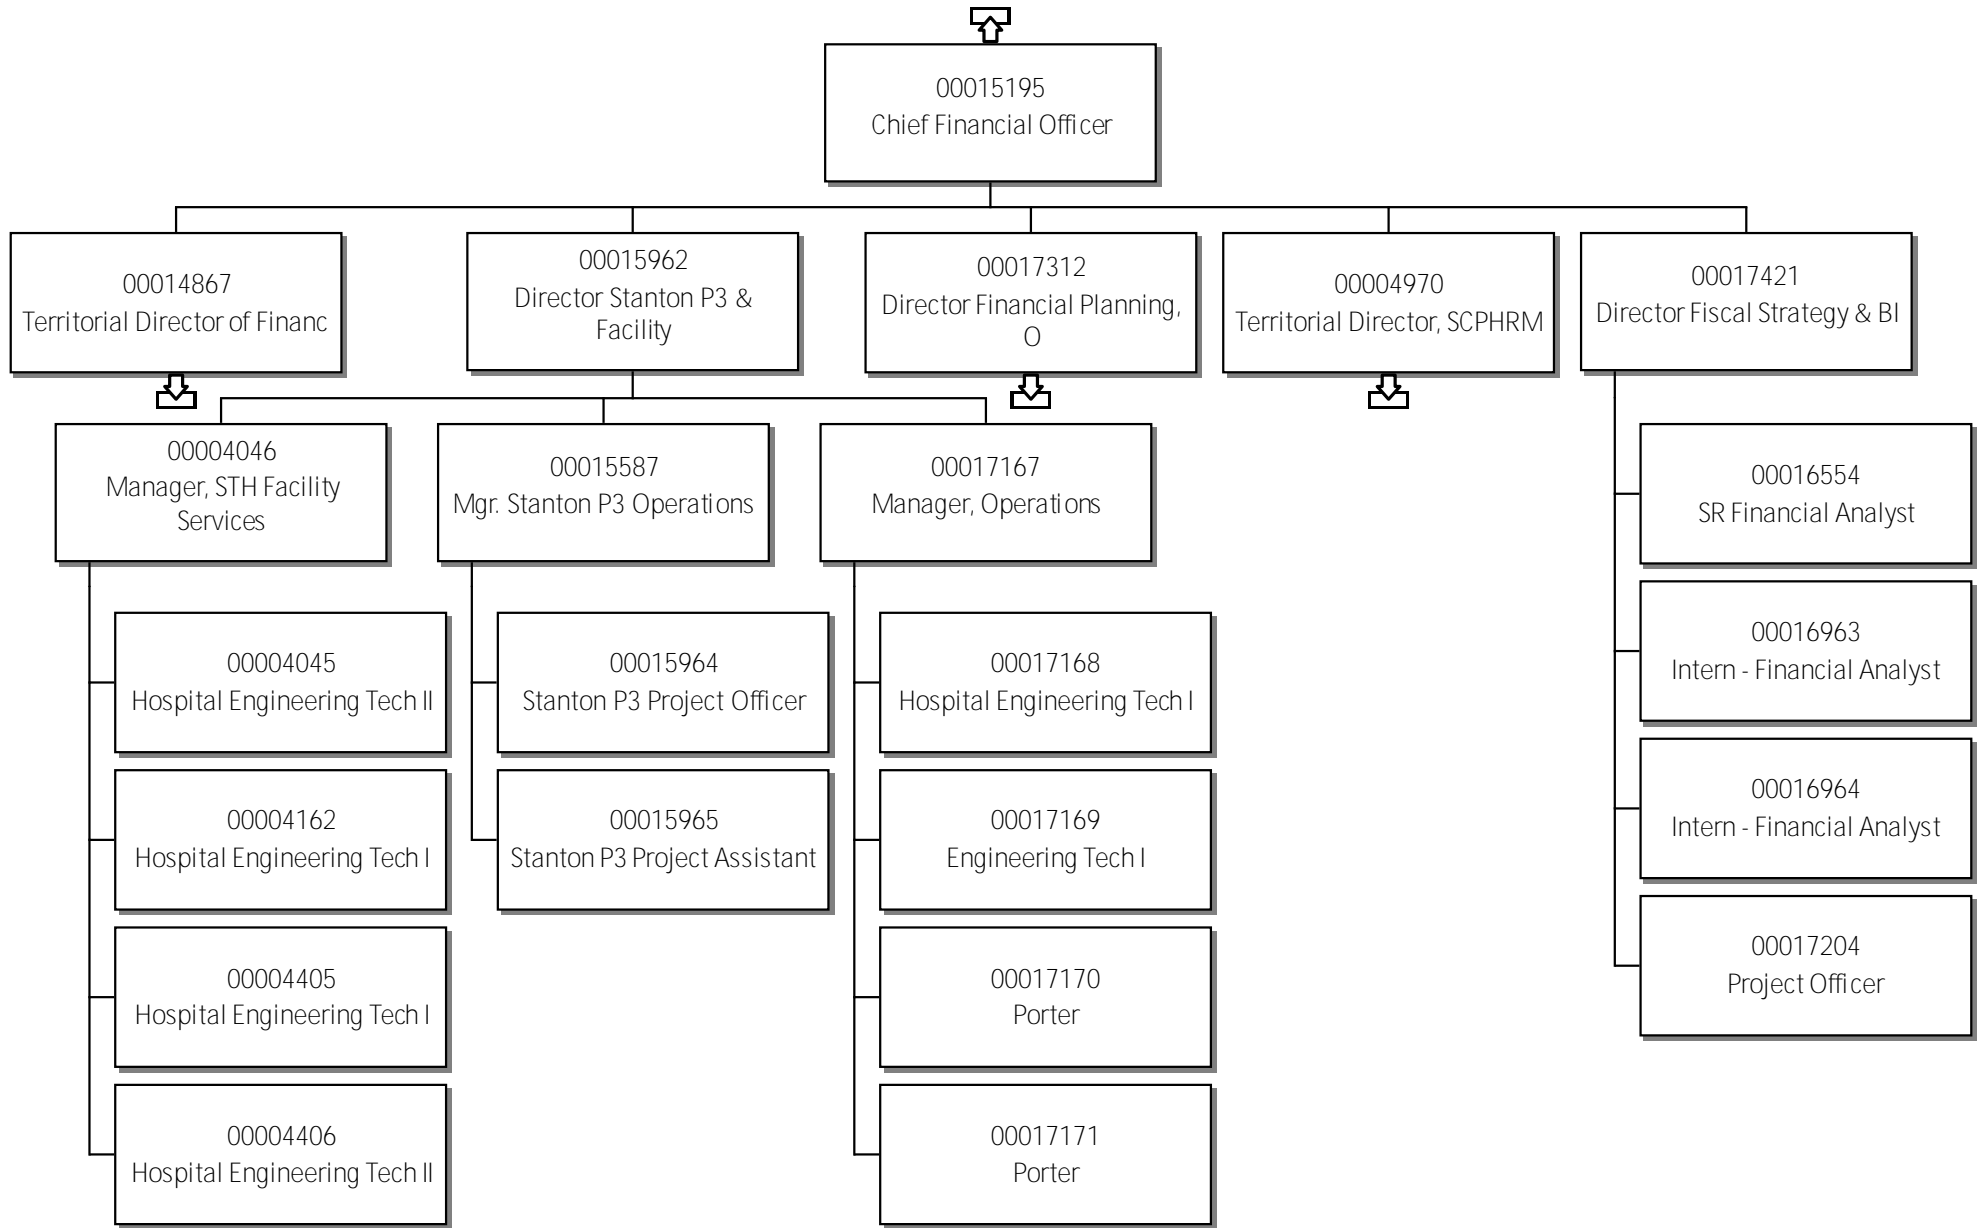 00015195
Chief Financial Officer
00014867
Territorial Director of Financ
00015962
Director Stanton P3 &
Facility
00017312
Director Financial Planning,
O
00004970
Territorial Director, SCPHRM
00017421
Director Fiscal Strategy & BI
00004046
Manager, STH Facility
Services
00015587
Mgr. Stanton P3 Operations
00017167
Manager, Operations
00016554
SR Financial Analyst
00016963
Intern - Financial Analyst
00016964
Intern - Financial Analyst
00017204
Project Officer
00004045
Hospital Engineering Tech II
00004162
Hospital Engineering Tech I
00004405
Hospital Engineering Tech I
00004406
Hospital Engineering Tech II
00015964
Stanton P3 Project Officer
00015965
Stanton P3 Project Assistant
00017168
Hospital Engineering Tech I
00017169
Engineering Tech I
00017170
Porter
00017171
Porter